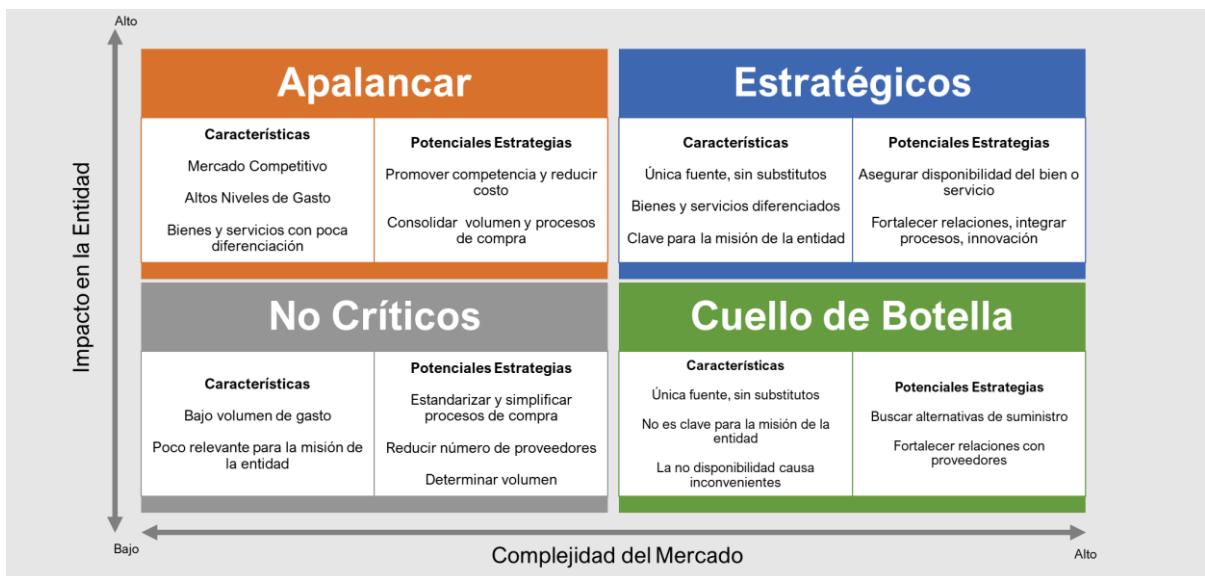 Alto
Impacto en la Entidad
Apalancar
Características
Mercado Competitivo
Altos Niveles de Gasto
Bienes y servicios con poca
diferenciación
Potenciales Estrategias
Promover competencia y reducir
costo
Consolidar volumen y procesos
de compra
Estratégicos
Características
Única fuente, sin substitutos
Bienes y servicios diferenciados
Clave para la misión de la entidad
Potenciales Estrategias
Asegurar disponibilidad del bien o
servicio
Fortalecer relaciones, integrar
procesos, innovación
No Críticos
Características
Bajo volumen de gasto
Poco relevante para la misión de
la entidad
Potenciales Estrategias
Estandarizar y simplificar
procesos de compra
Reducir número de proveedores
Determinar volumen
Cuello de Botella
Características
Única fuente, sin substitutos
No es clave para la misión de la
entidad
La no disponibilidad causa
inconvenientes
Potenciales Estrategias
Buscar alternativas de suministro
Fortalecer relaciones con
proveedores
Bajo
Complejidad del Mercado
Alto